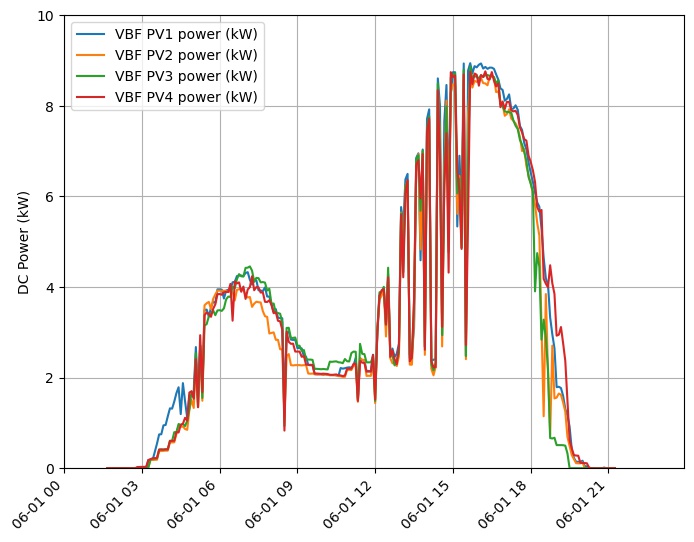 VBF PV1 power (kW)
VBF PV2 power (kW)
VBF PV3 power (kW)
VBF PV4 power (kW)
DC Power (kW)
10
8
6
4
2
0
06-01 00
06-01 03
06-01 06
06-01 09
06-01 12
06-01 15
06-01 18
06-01 21